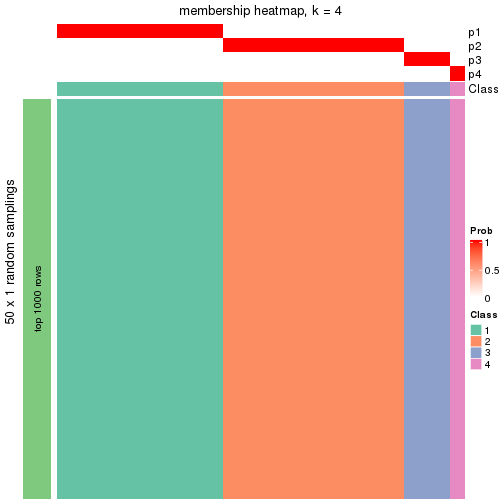 membership heatmap, k = 4
p1
p2
p3
p4
Class
50 x 1 random samplings
top 1000 rows
Prob
1
0.5
0
Class
1
2
3
4